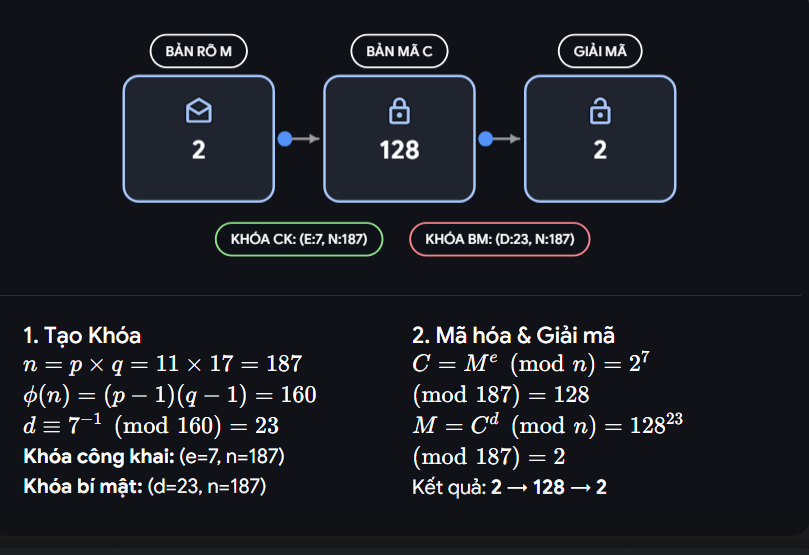 BẢN RÕ M
BẢN MÃ C
GIẢI MÃ
2
128
2
KHÓA CK: (E:7, N:187)
KHÓA BM: (D:23, N:187)
1. Tạo Khóa
n = p × q = 11 × 17 = 187
ϕ(n) = (p − 1)(q − 1) = 160
d ≡ 7⁻¹ (mod 160) = 23
Khóa công khai: (e=7, n=187)
Khóa bí mật: (d=23, n=187)
2. Mã hóa & Giải mã
C = Mᵉ (mod n) = 2⁷
(mod 187) = 128
M = Cᵈ (mod n) = 128²³
(mod 187) = 2
Kết quả: 2 → 128 → 2